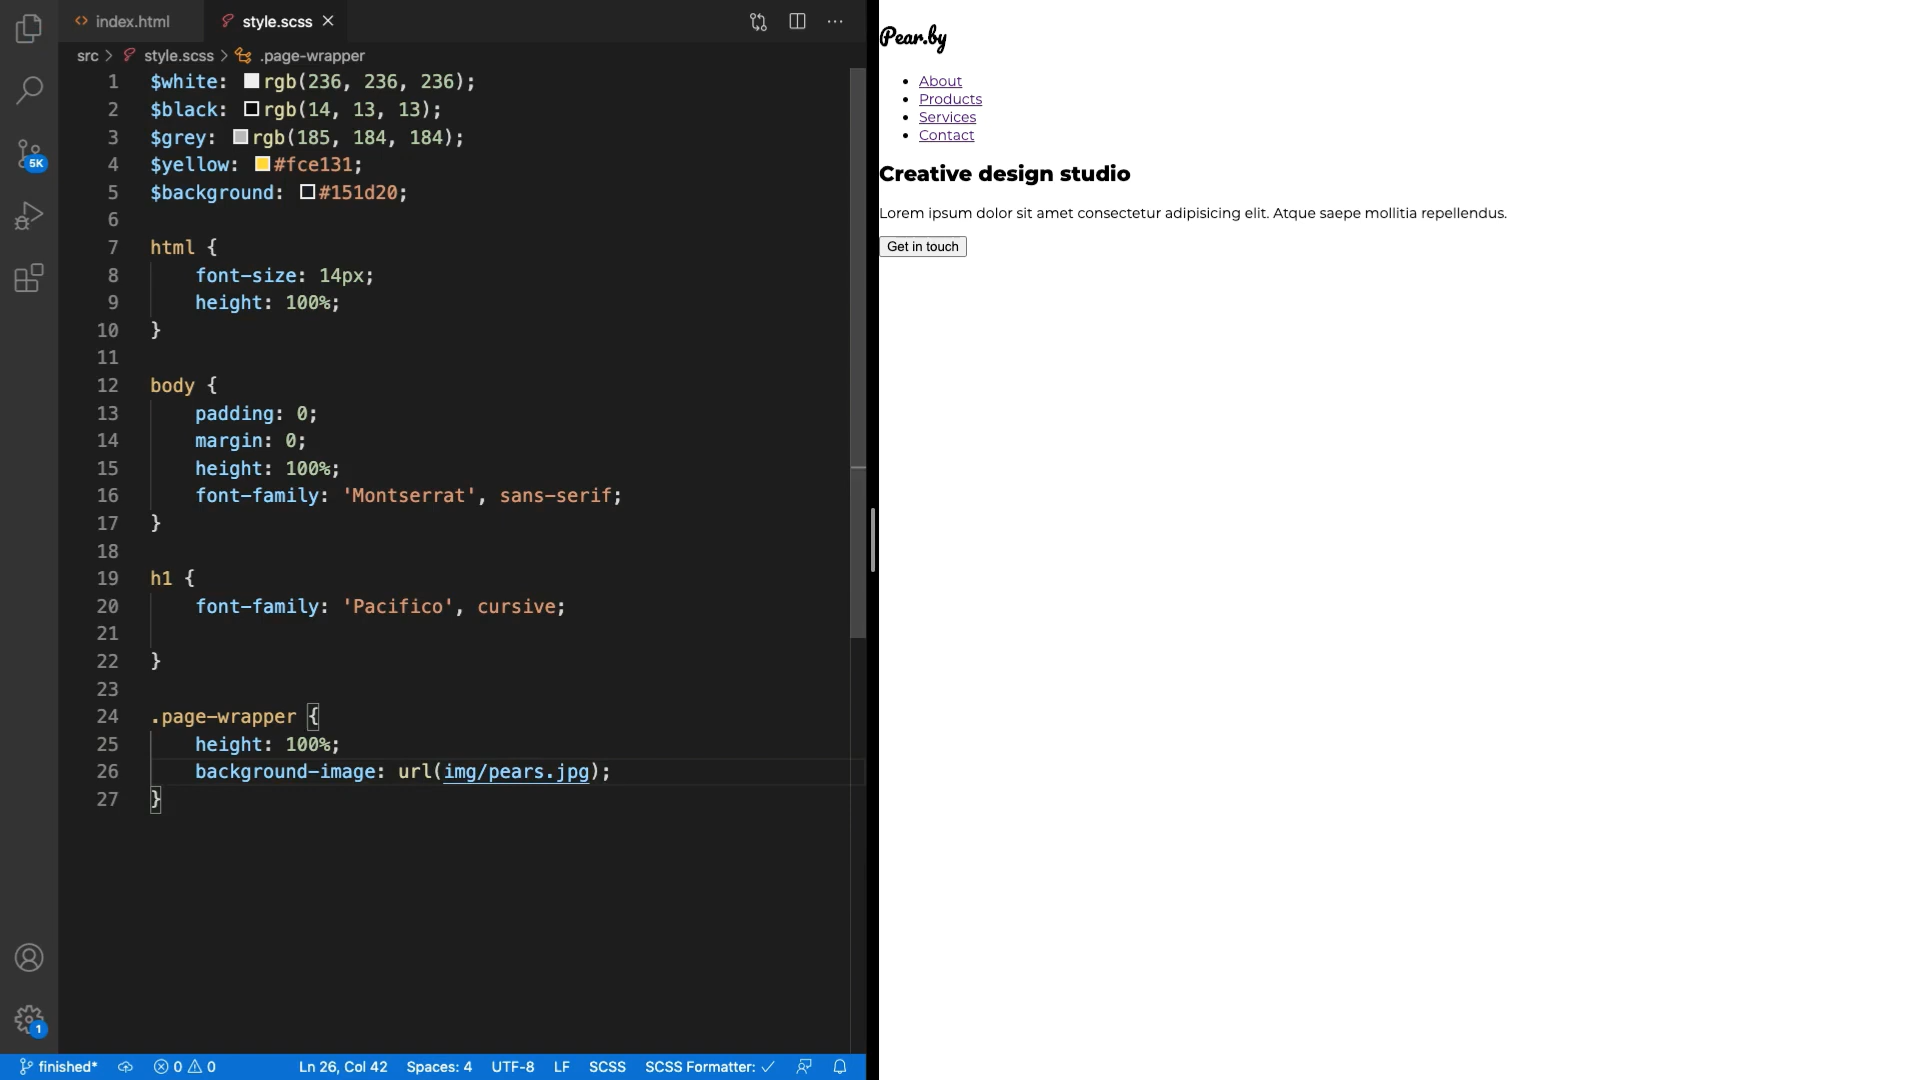 index.html
style.scss
src > style.scss > .page-wrapper
1 $white: rgb(236, 236, 236);
2 $black: rgb(14, 13, 13);
3 $grey: rgb(185, 184, 184);
4 $yellow: #fce131;
5 $background: #151d20;
6
7 html {
8 font-size: 14px;
9 height: 100%;
10 }
11
12 body {
13 padding: 0;
14 margin: 0;
15 height: 100%;
16 font-family: 'Montserrat', sans-serif;
17 }
18
19 h1 {
20 font-family: 'Pacifico', cursive;
21
22 }
23
24 .page-wrapper {
25 height: 100%;
26 background-image: url(img/pears.jpg);
27 }
5K
1
finished* 0 0 Ln 26, Col 42 Spaces: 4 UTF-8 LF SCSS SCSS Formatter: ✓
Pear.by
• About
• Products
• Services
• Contact
Creative design studio
Lorem ipsum dolor sit amet consectetur adipisicing elit. Atque saepe mollitia repellendus.
Get in touch